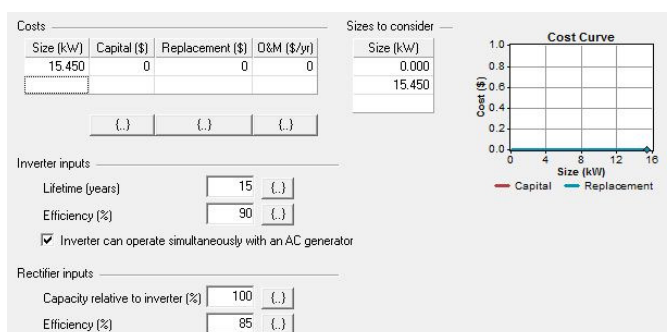 Costs
Size (kW) Capital ($) Replacement ($) O&M ($/yr)
15.450 0 0 0
{..} {..} {..}
Sizes to consider
Size (kW)
0.000
15.450
Cost Curve
Cost ($)
1.0
0.8
0.6
0.4
0.2
0.0
0 4 8 12 16
Size (kW)
Capital Replacement
Inverter inputs
Lifetime (years) 15 {..}
Efficiency (%) 90 {..}
Inverter can operate simultaneously with an AC generator
Rectifier inputs
Capacity relative to inverter (%) 100 {..}
Efficiency (%) 85 {..}